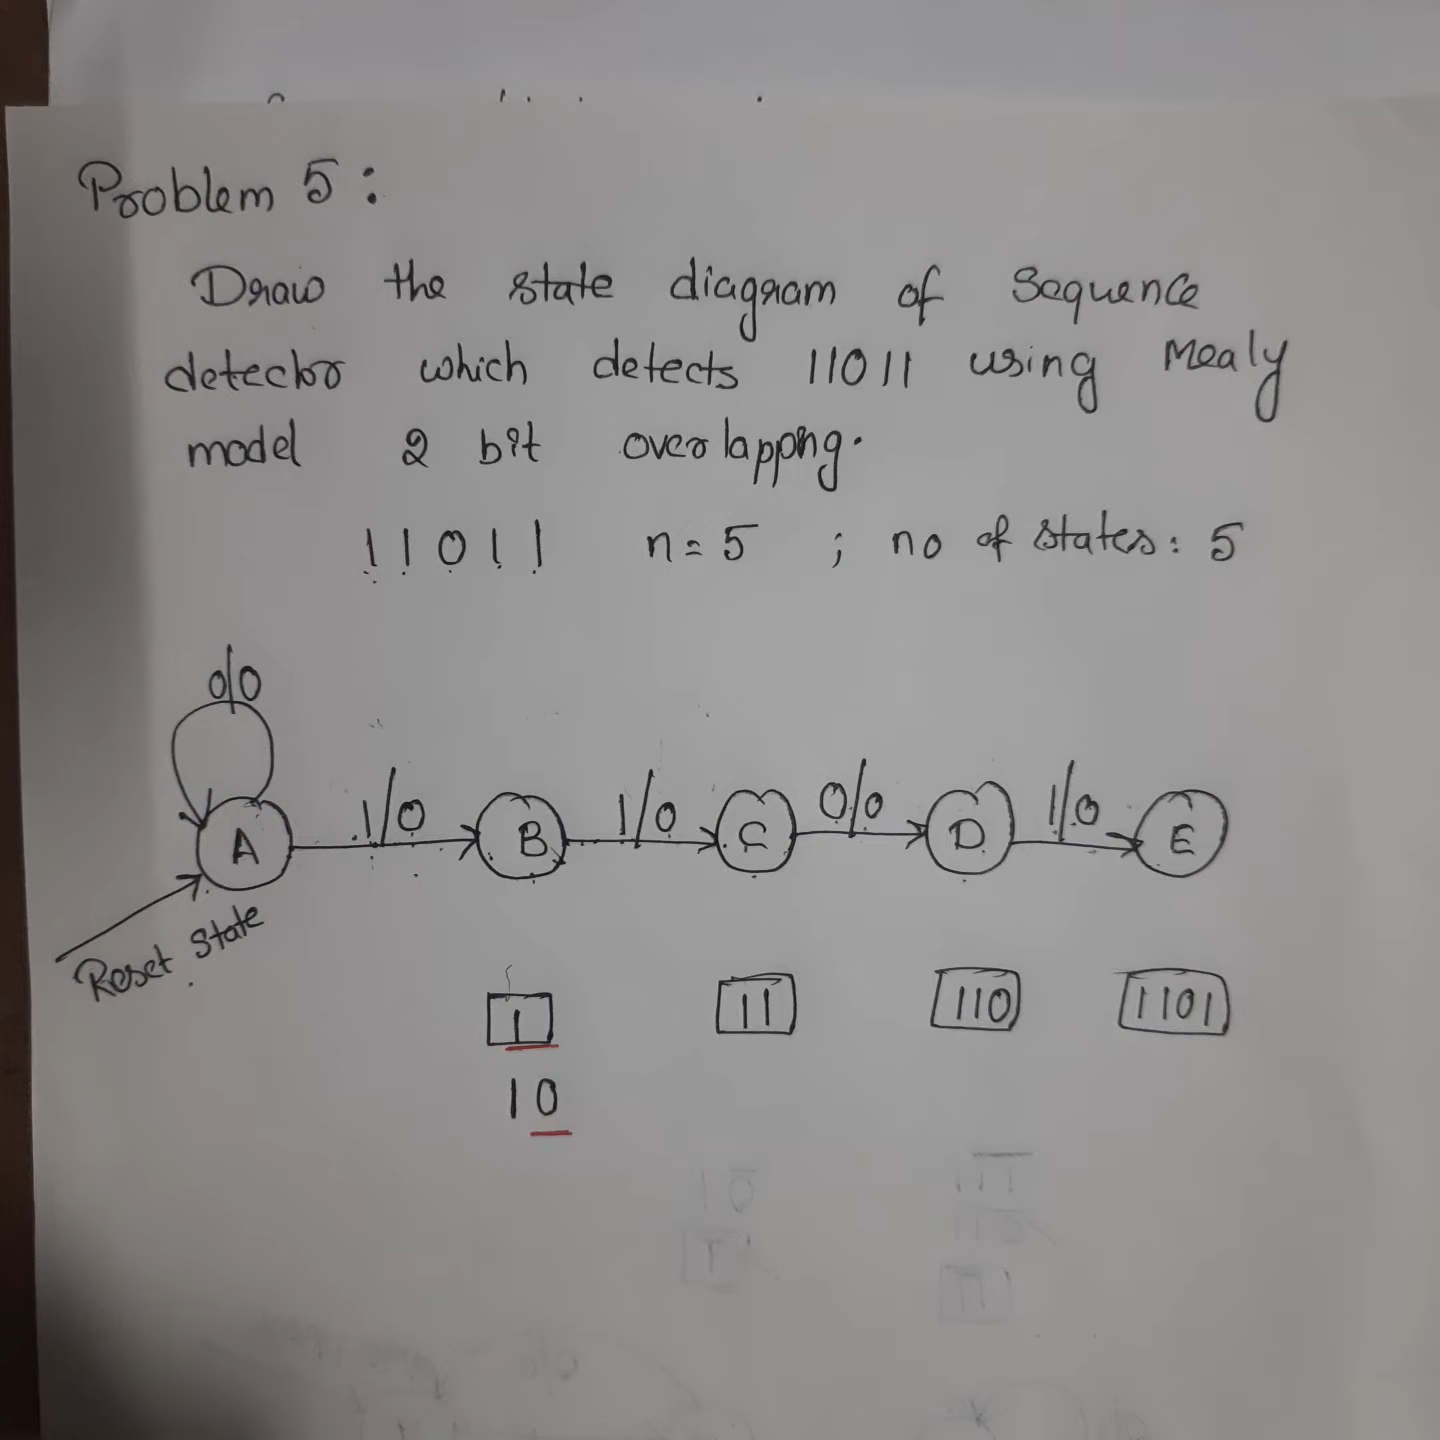 Problem 5 :
Draw the state diagram of Sequence
detector which detects 11011 using Mealy
model 2 bit overlapping.
11011 n = 5 ; no of states : 5
0/0
1/0 1/0 0/0 1/0
A B C D E
Reset State
1 11 110 1101
10